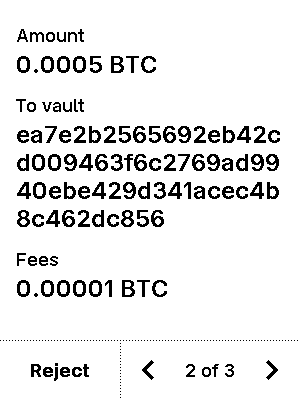 Amount
0.0005 BTC
To vault
ea7e2b2565692eb42c
d009463f6c2769ad99
40ebe429d341acec4b
8c462dc856
Fees
0.00001 BTC
Reject
2 of 3